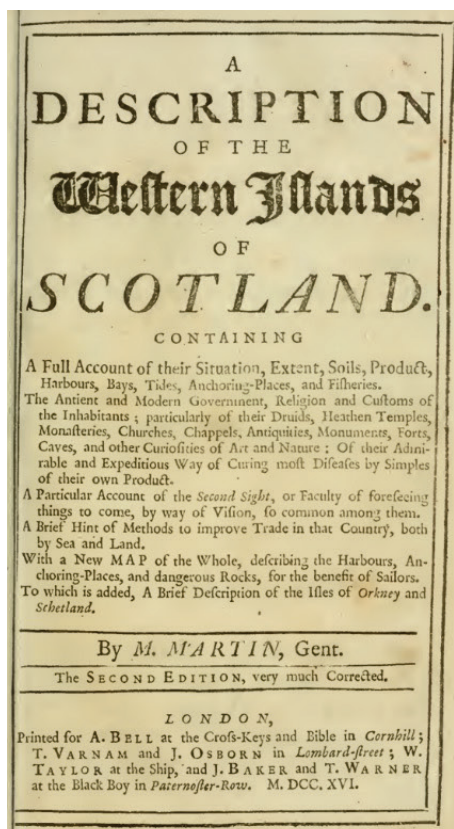 A
DESCRIPTION
OF THE
Weſtern Iſlands
OF
SCOTLAND.
CONTAINING
A Full Account of their Situation, Extent, Soils, Product,
Harbours, Bays, Tides, Anchoring-Places, and Fiſheries.
The Antient and Modern Government, Religion and Cuſtoms of
the Inhabitants ; particularly of their Druids, Heathen Temples,
Monaſteries, Churches, Chappels, Antiquities, Monuments, Forts,
Caves, and other Curioſities of Art and Nature : Of their Admi-
rable and Expeditious Way of Curing moſt Diſeaſes by Simples
of their own Product.
A Particular Account of the Second Sight, or Faculty of foreſeeing
things to come, by way of Viſion, ſo common among them.
A Brief Hint of Methods to improve Trade in that Country, both
by Sea and Land.
With a New MAP of the Whole, deſcribing the Harbours, An-
choring-Places, and dangerous Rocks, for the benefit of Sailors.
To which is added, A Brief Deſcription of the Iſles of Orkney and
Schetland.
By M. MARTIN, Gent.
The SECOND EDITION, very much Corrected.
LONDON,
Printed for A. BELL at the Croſs-Keys and Bible in Cornhill ;
T. VARNAM and J. OSBORN in Lombard-ſtreet ; W.
TAYLOR at the Ship, and J. BAKER and T. WARNER
at the Black Boy in Paternoſter-Row. M. DCC. XVI.